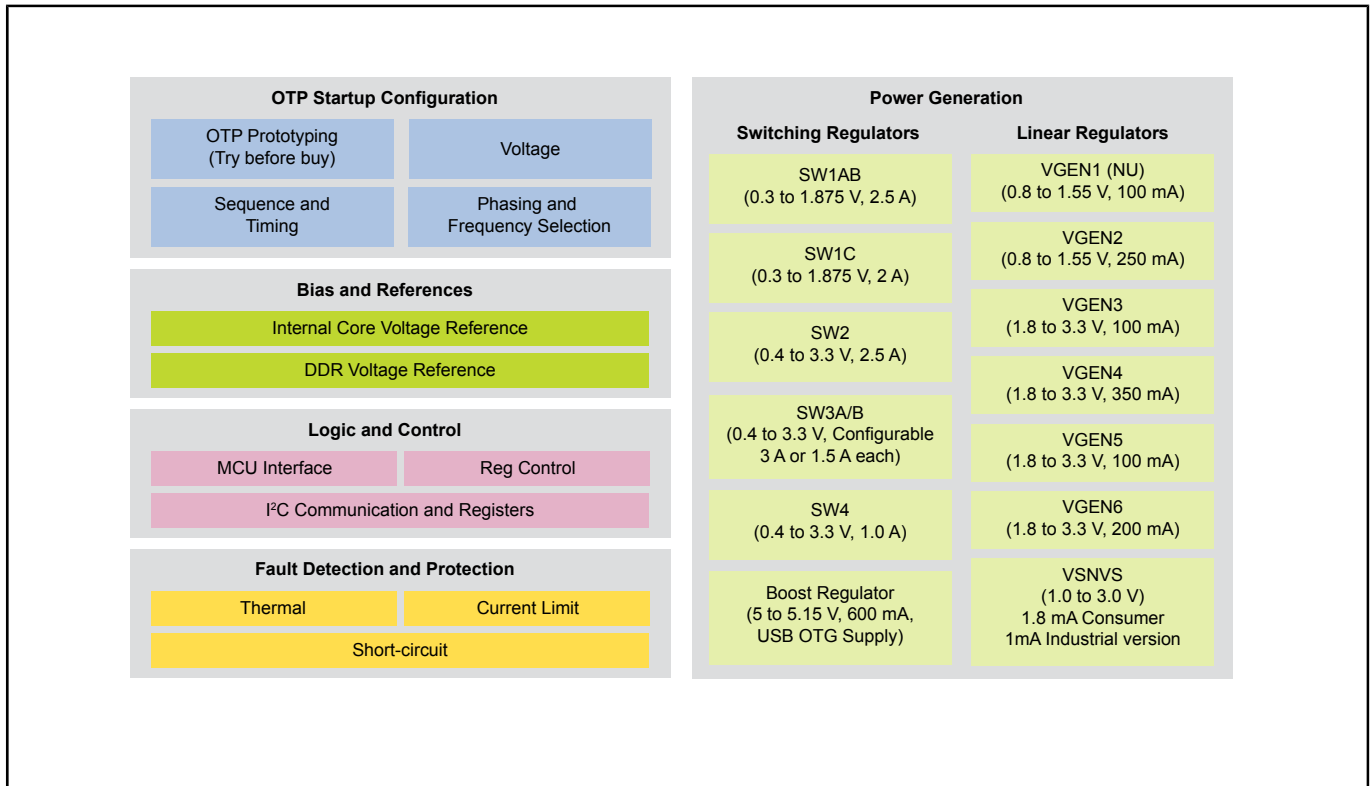 OTP Startup Configuration
OTP Prototyping
(Try before buy)
Voltage
Sequence and
Timing
Phasing and
Frequency Selection
Bias and References
Internal Core Voltage Reference
DDR Voltage Reference
Logic and Control
MCU Interface
Reg Control
I²C Communication and Registers
Fault Detection and Protection
Thermal
Current Limit
Short-circuit
Power Generation
Switching Regulators
SW1AB
(0.3 to 1.875 V, 2.5 A)
SW1C
(0.3 to 1.875 V, 2 A)
SW2
(0.4 to 3.3 V, 2.5 A)
SW3A/B
(0.4 to 3.3 V, Configurable
3 A or 1.5 A each)
SW4
(0.4 to 3.3 V, 1.0 A)
Boost Regulator
(5 to 5.15 V, 600 mA,
USB OTG Supply)
Linear Regulators
VGEN1 (NU)
(0.8 to 1.55 V, 100 mA)
VGEN2
(0.8 to 1.55 V, 250 mA)
VGEN3
(1.8 to 3.3 V, 100 mA)
VGEN4
(1.8 to 3.3 V, 350 mA)
VGEN5
(1.8 to 3.3 V, 100 mA)
VGEN6
(1.8 to 3.3 V, 200 mA)
VSNVS
(1.0 to 3.0 V)
1.8 mA Consumer
1mA Industrial version